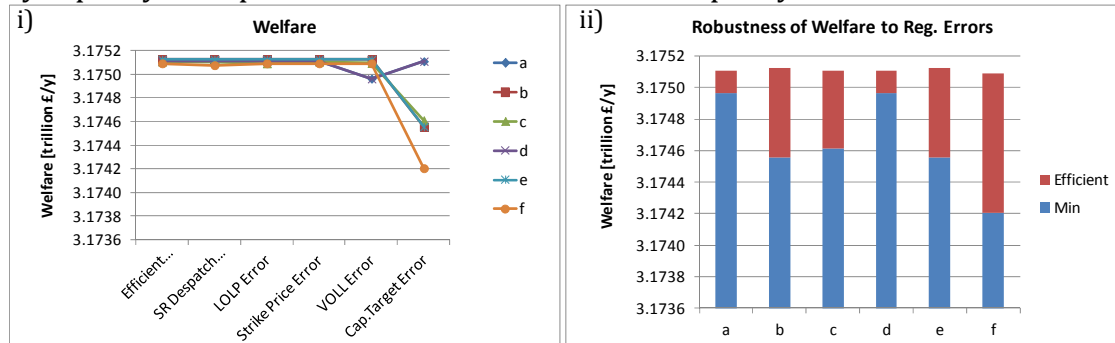 i)
Welfare
Welfare [trillion £/y]
3.1752
3.1750
3.1748
3.1746
3.1744
3.1742
3.1740
3.1738
3.1736
Efficient...
SR Despatch...
LOLP Error
Strike Price Error
VOLL Error
Cap.Target Error
a
b
c
d
e
f
ii)
Robustness of Welfare to Reg. Errors
Welfare [trillion £/y]
3.1752
3.1750
3.1748
3.1746
3.1744
3.1742
3.1740
3.1738
3.1736
a b c d e f
Efficient
Min